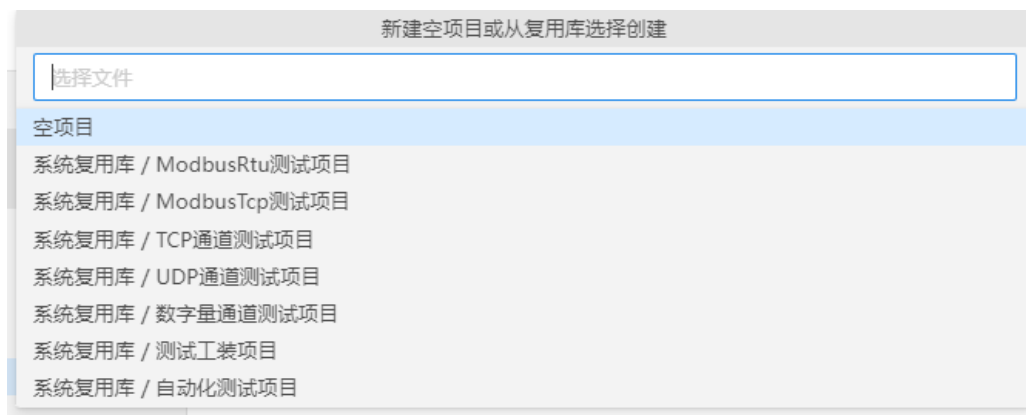 新建空项目或从复用库选择创建
选择文件
空项目
系统复用库 / ModbusRtu测试项目
系统复用库 / ModbusTcp测试项目
系统复用库 / TCP通道测试项目
系统复用库 / UDP通道测试项目
系统复用库 / 数字量通道测试项目
系统复用库 / 测试工装项目
系统复用库 / 自动化测试项目